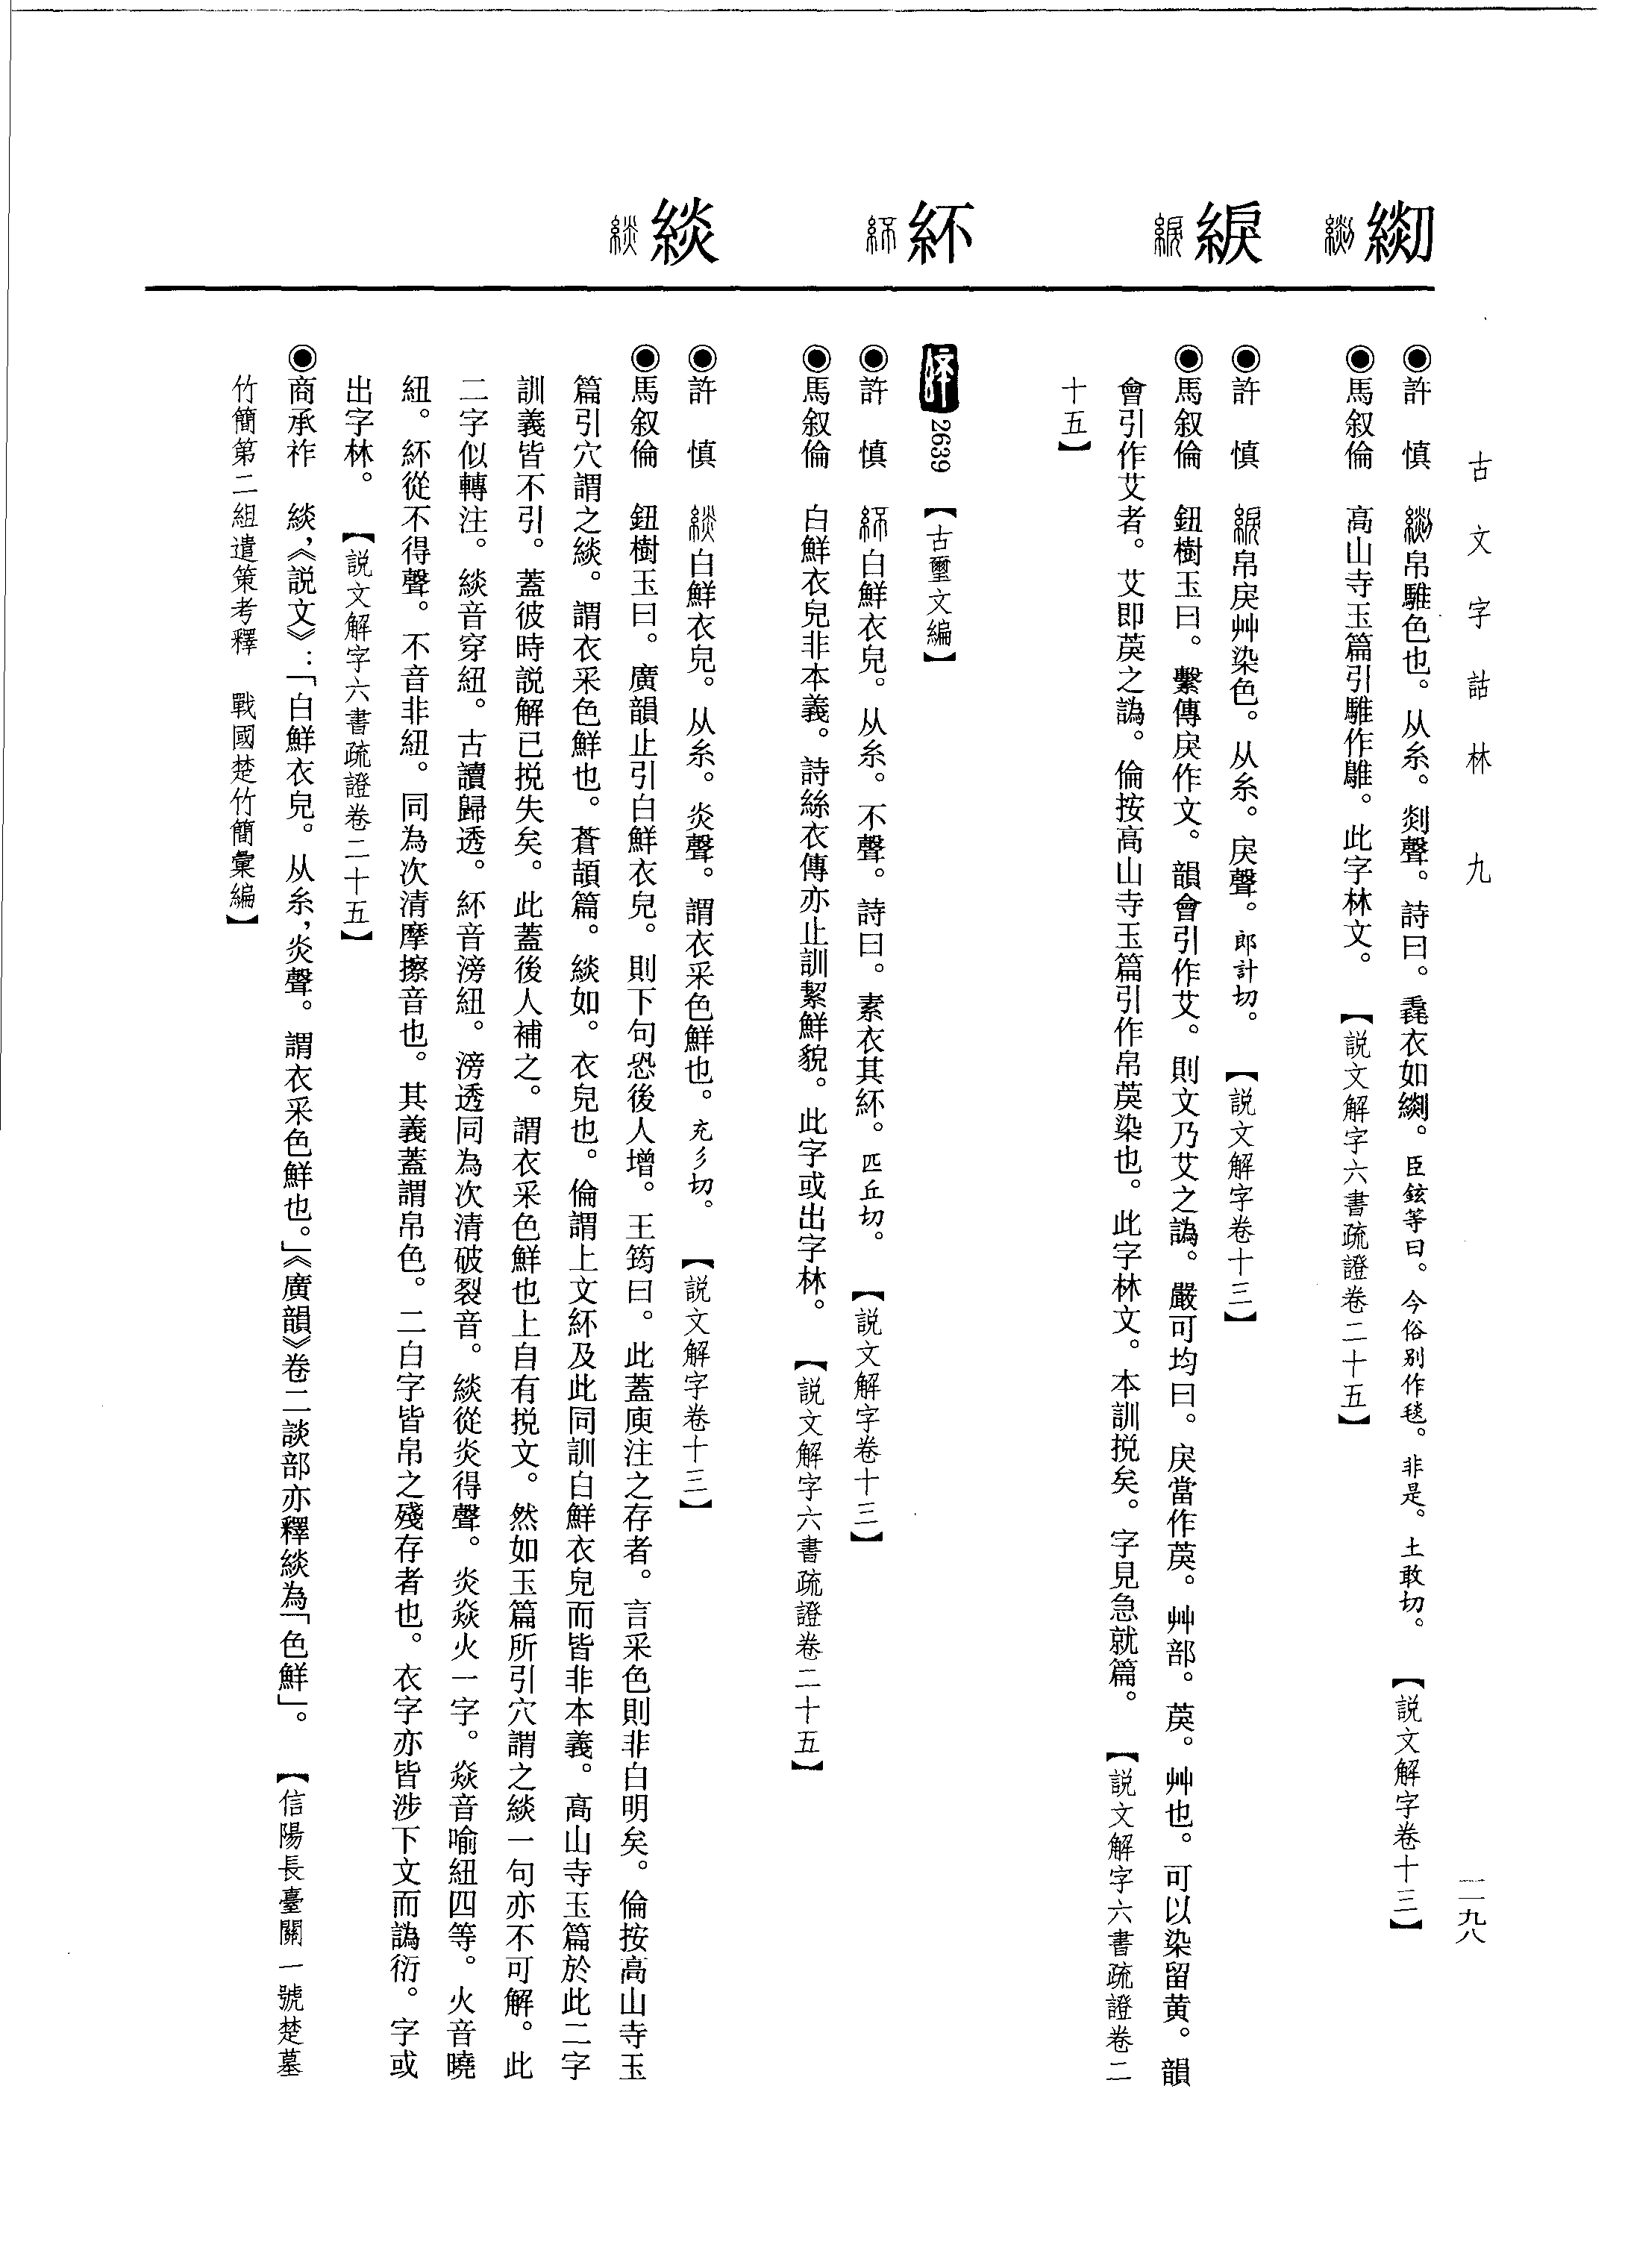 古文字詁林 九
一一九八
緂 紑 綟 𦇧
◉許 慎 帛騅色也。从糸。剡聲。詩曰。毳衣如𦇧。臣鉉等曰。今俗別作毯。非是。土敢切。 【説文解字卷十三】
◉馬叙倫 高山寺玉篇引騅作鵻。此字林文。 【説文解字六書疏證卷二十五】
◉許 慎 帛戾艸染色。从糸。戾聲。郎計切。 【説文解字卷十三】
◉馬叙倫 鈕樹玉曰。繫傳戾作文。韻會引作艾。則文乃艾之譌。嚴可均曰。戾當作䓞。艸部。䓞。艸也。可以染留黄。韻
會引作艾者。艾即䓞之譌。倫按高山寺玉篇引作帛䓞染也。此字林文。本訓捝矣。字見急就篇。 【説文解字六書疏證卷二
十五】
2639 【古璽文編】
◉許 慎 白鮮衣皃。从糸。不聲。詩曰。素衣其紑。匹丘切。 【説文解字卷十三】
◉馬叙倫 白鮮衣皃非本義。詩絲衣傳亦止訓絜鮮貌。此字或出字林。 【説文解字六書疏證卷二十五】
◉許 慎 白鮮衣皃。从糸。炎聲。謂衣采色鮮也。充彡切。 【説文解字卷十三】
◉馬叙倫 鈕樹玉曰。廣韻止引白鮮衣皃。則下句恐後人增。王筠曰。此蓋庾注之存者。言采色則非白明矣。倫按高山寺玉
篇引穴謂之緂。謂衣采色鮮也。蒼頡篇。緂如。衣皃也。倫謂上文紑及此同訓白鮮衣皃而皆非本義。高山寺玉篇於此二字
訓義皆不引。蓋彼時説解已捝失矣。此蓋後人補之。謂衣采色鮮也上自有捝文。然如玉篇所引穴謂之緂一句亦不可解。此
二字似轉注。緂音穿紐。古讀歸透。紑音滂紐。滂透同為次清破裂音。緂從炎得聲。炎焱火一字。焱音喻紐四等。火音曉
紐。紑從不得聲。不音非紐。同為次清摩擦音也。其義蓋謂帛色。二白字皆帛之殘存者也。衣字亦皆涉下文而譌衍。字或
出字林。 【説文解字六書疏證卷二十五】
◉商承祚 緂，《説文》：「白鮮衣皃。从糸，炎聲。謂衣采色鮮也。」《廣韻》卷二談部亦釋緂為「色鮮」。 【信陽長臺關一號楚墓
竹簡第二組遣策考釋 戰國楚竹簡彙編】